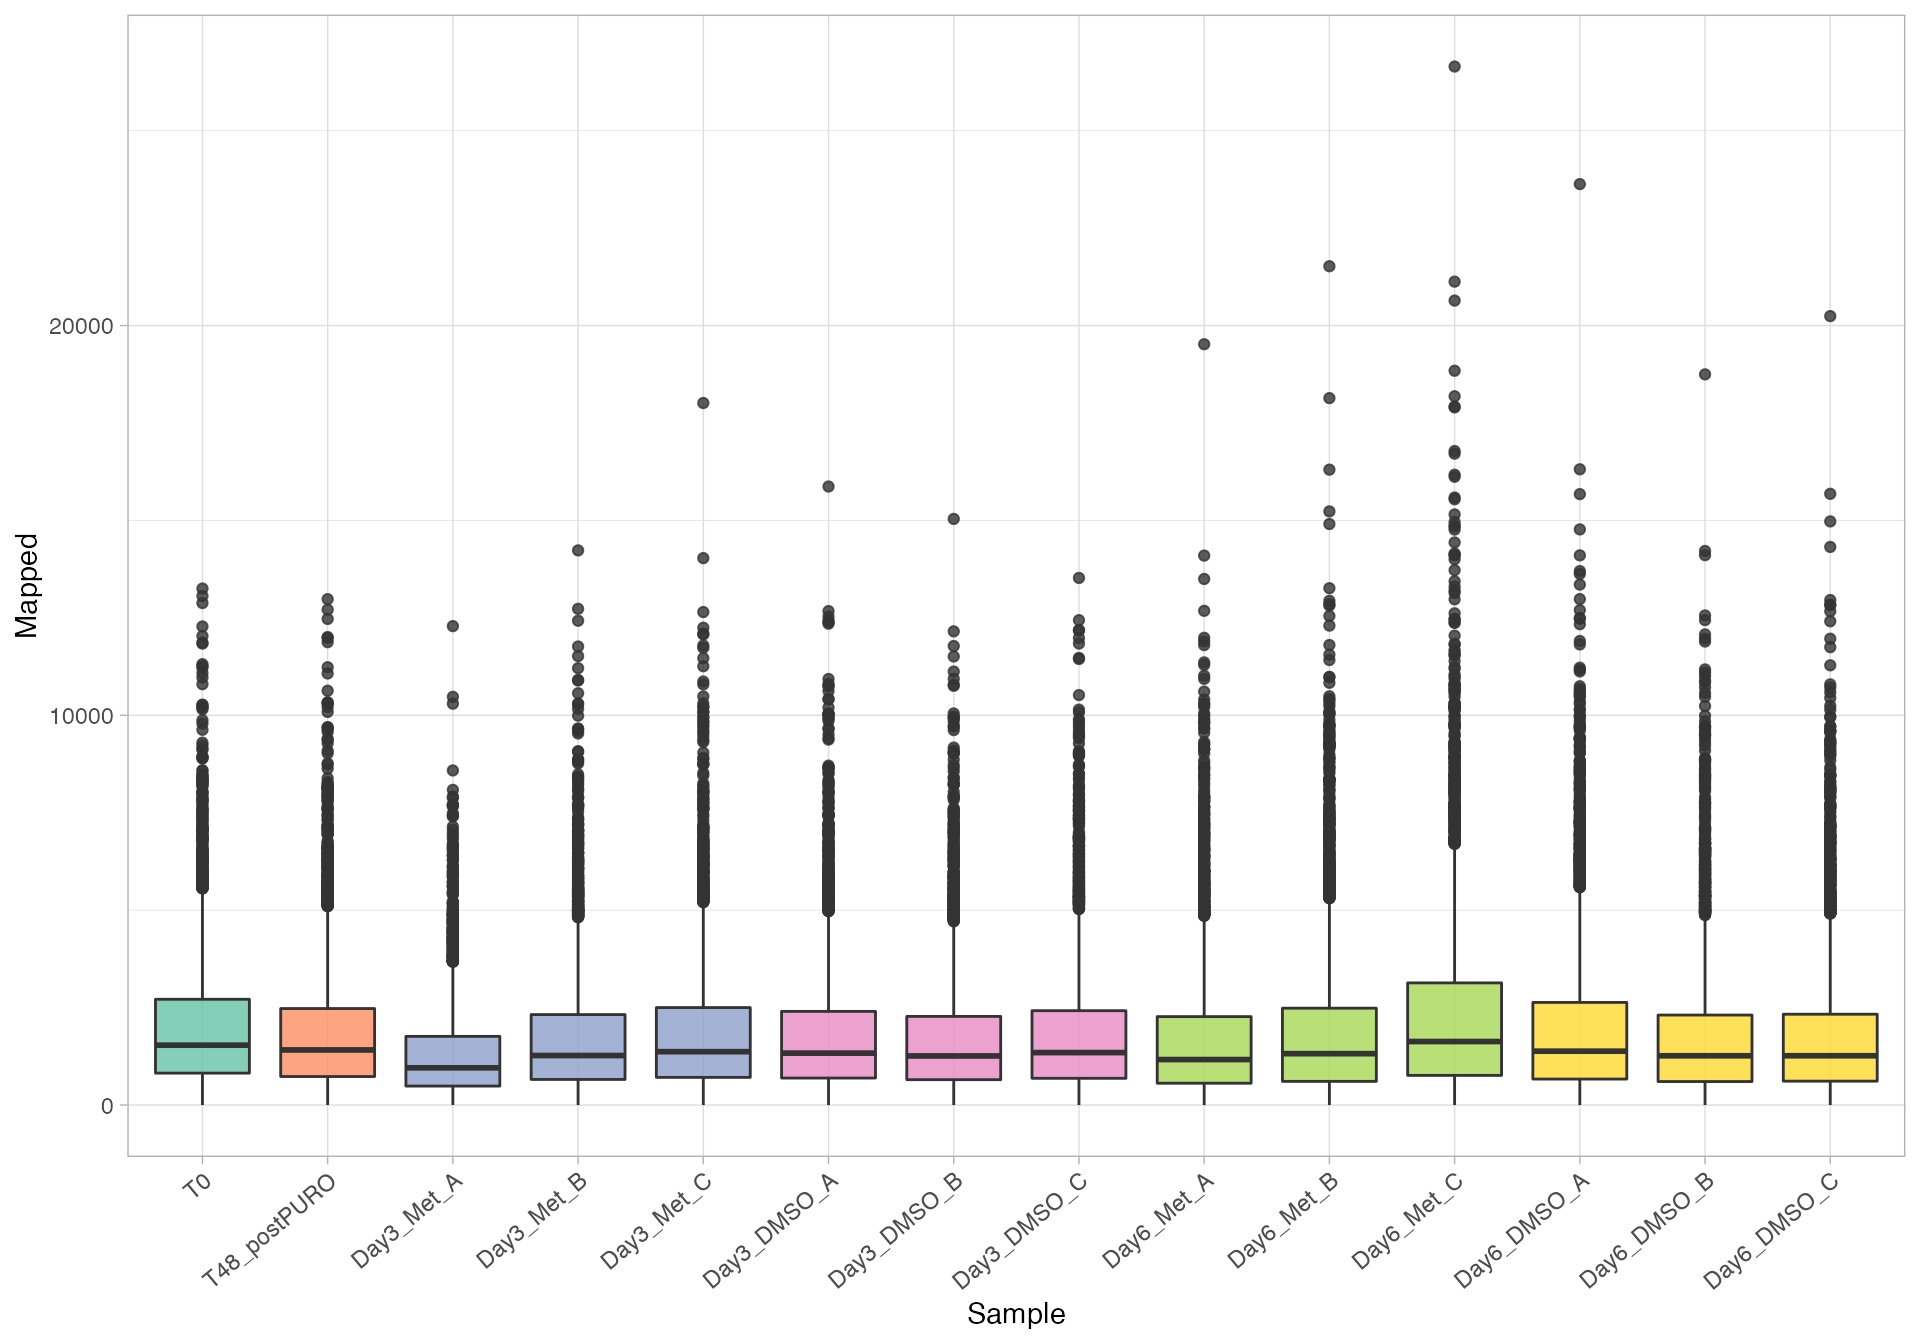 Mapped
20000
10000
0
T0
T48_postPURO
Day3_Met_A
Day3_Met_B
Day3_Met_C
Day3_DMSO_A
Day3_DMSO_B
Day3_DMSO_C
Day6_Met_A
Day6_Met_B
Day6_Met_C
Day6_DMSO_A
Day6_DMSO_B
Day6_DMSO_C
Sample